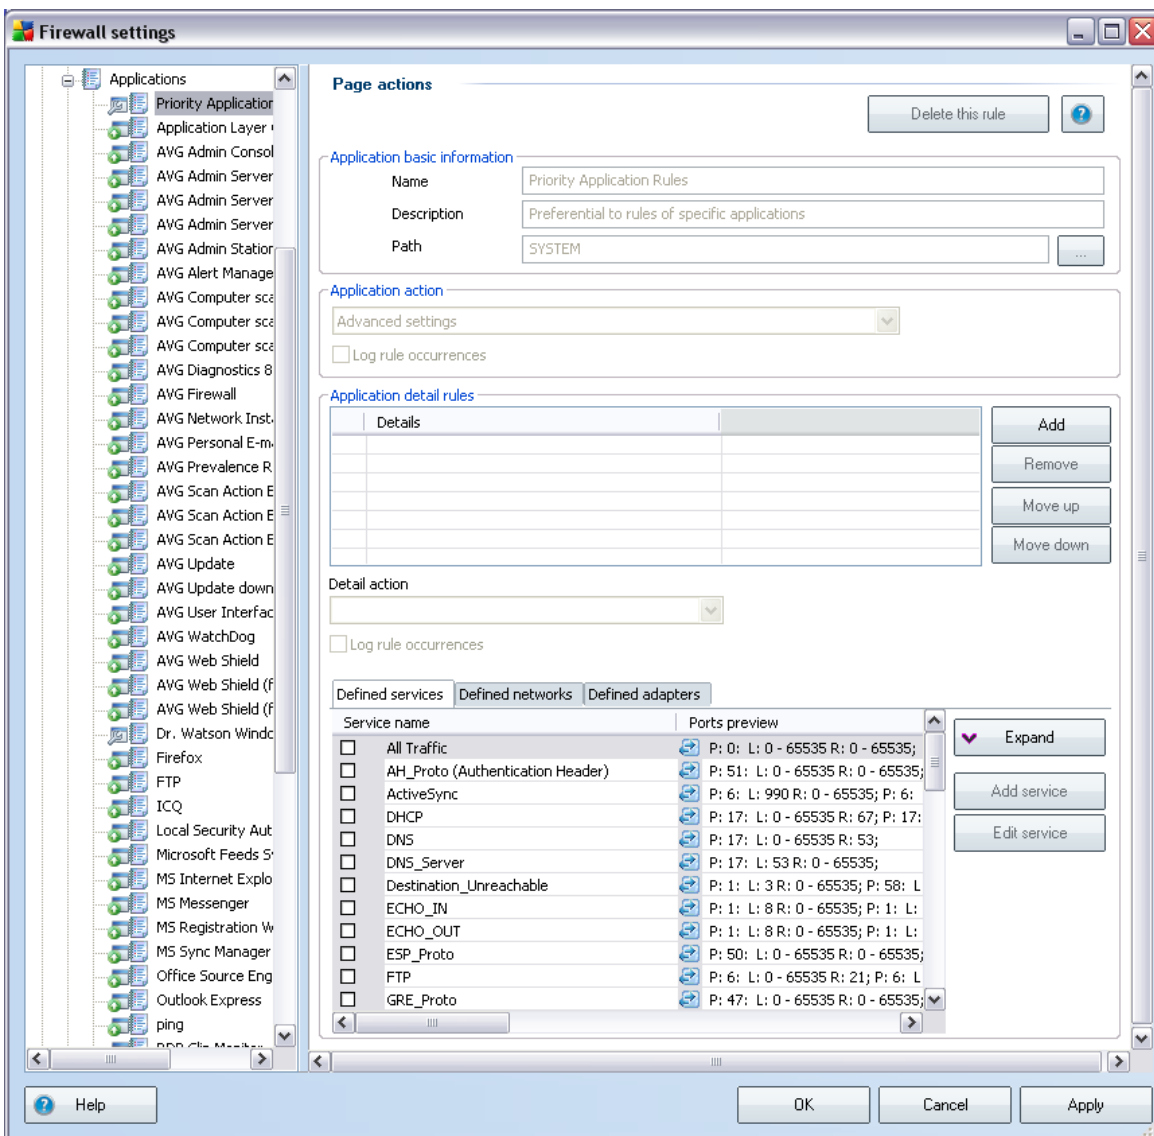 Firewall settings
Applications
Priority Application
Application Layer
AVG Admin Consol
AVG Admin Server
AVG Admin Server
AVG Admin Server
AVG Admin Station
AVG Alert Manage
AVG Computer sca
AVG Computer sca
AVG Computer sca
AVG Diagnostics 8
AVG Firewall
AVG Network Inst
AVG Personal E-m
AVG Prevalence R
AVG Scan Action E
AVG Scan Action E
AVG Scan Action E
AVG Update
AVG Update down
AVG User Interfac
AVG WatchDog
AVG Web Shield
AVG Web Shield (f
AVG Web Shield (f
Dr. Watson Windo
Firefox
FTP
ICQ
Local Security Aut
Microsoft Feeds S
MS Internet Explo
MS Messenger
MS Registration W
MS Sync Manager
Office Source Eng
Outlook Express
ping
RDP Clip Monitor
Page actions
Delete this rule
Application basic information
Name Priority Application Rules
Description Preferential to rules of specific applications
Path SYSTEM ...
Application action
Advanced settings
Log rule occurrences
Application detail rules
Details
Add
Remove
Move up
Move down
Detail action
Log rule occurrences
Defined services Defined networks Defined adapters
Service name Ports preview
All Traffic P: 0: L: 0 - 65535 R: 0 - 65535;
AH_Proto (Authentication Header) P: 51: L: 0 - 65535 R: 0 - 65535;
ActiveSync P: 6: L: 990 R: 0 - 65535; P: 6:
DHCP P: 17: L: 0 - 65535 R: 67; P: 17:
DNS P: 17: L: 0 - 65535 R: 53;
DNS_Server P: 17: L: 53 R: 0 - 65535;
Destination_Unreachable P: 1: L: 3 R: 0 - 65535; P: 58: L
ECHO_IN P: 1: L: 8 R: 0 - 65535; P: 1: L:
ECHO_OUT P: 1: L: 8 R: 0 - 65535; P: 1: L:
ESP_Proto P: 50: L: 0 - 65535 R: 0 - 65535;
FTP P: 6: L: 0 - 65535 R: 21; P: 6: L
GRE_Proto P: 47: L: 0 - 65535 R: 0 - 65535;
Expand
Add service
Edit service
Help
OK
Cancel
Apply